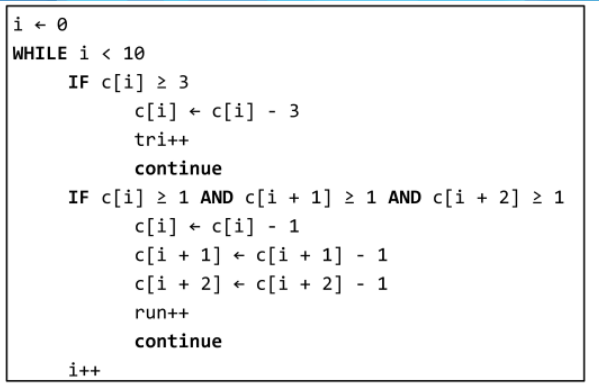 i ← 0
WHILE i < 10
IF c[i] ≥ 3
c[i] ← c[i] - 3
tri++
continue
IF c[i] ≥ 1 AND c[i + 1] ≥ 1 AND c[i + 2] ≥ 1
c[i] ← c[i] - 1
c[i + 1] ← c[i + 1] - 1
c[i + 2] ← c[i + 2] - 1
run++
continue
i++